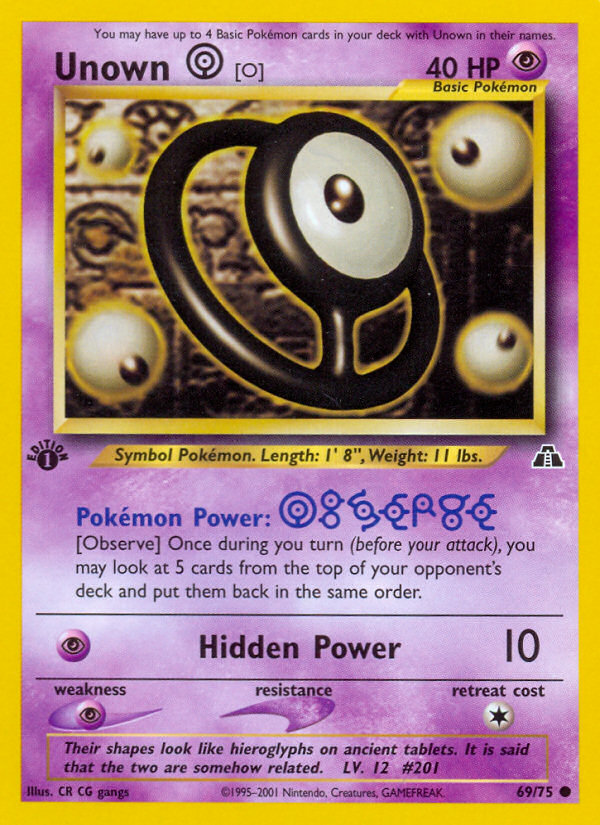 You may have up to 4 Basic Pokémon cards in your deck with Unown in their names.
Unown [O] 40 HP
Basic Pokémon
EDITION
1
Symbol Pokémon. Length: 1' 8", Weight: 11 lbs.
Pokémon Power:
[Observe] Once during you turn (before your attack), you
may look at 5 cards from the top of your opponent's
deck and put them back in the same order.
Hidden Power 10
weakness resistance retreat cost
Their shapes look like hieroglyphs on ancient tablets. It is said
that the two are somehow related. LV. 12 #201
Illus. CR CG gangs ©1995–2001 Nintendo, Creatures, GAMEFREAK. 69/75